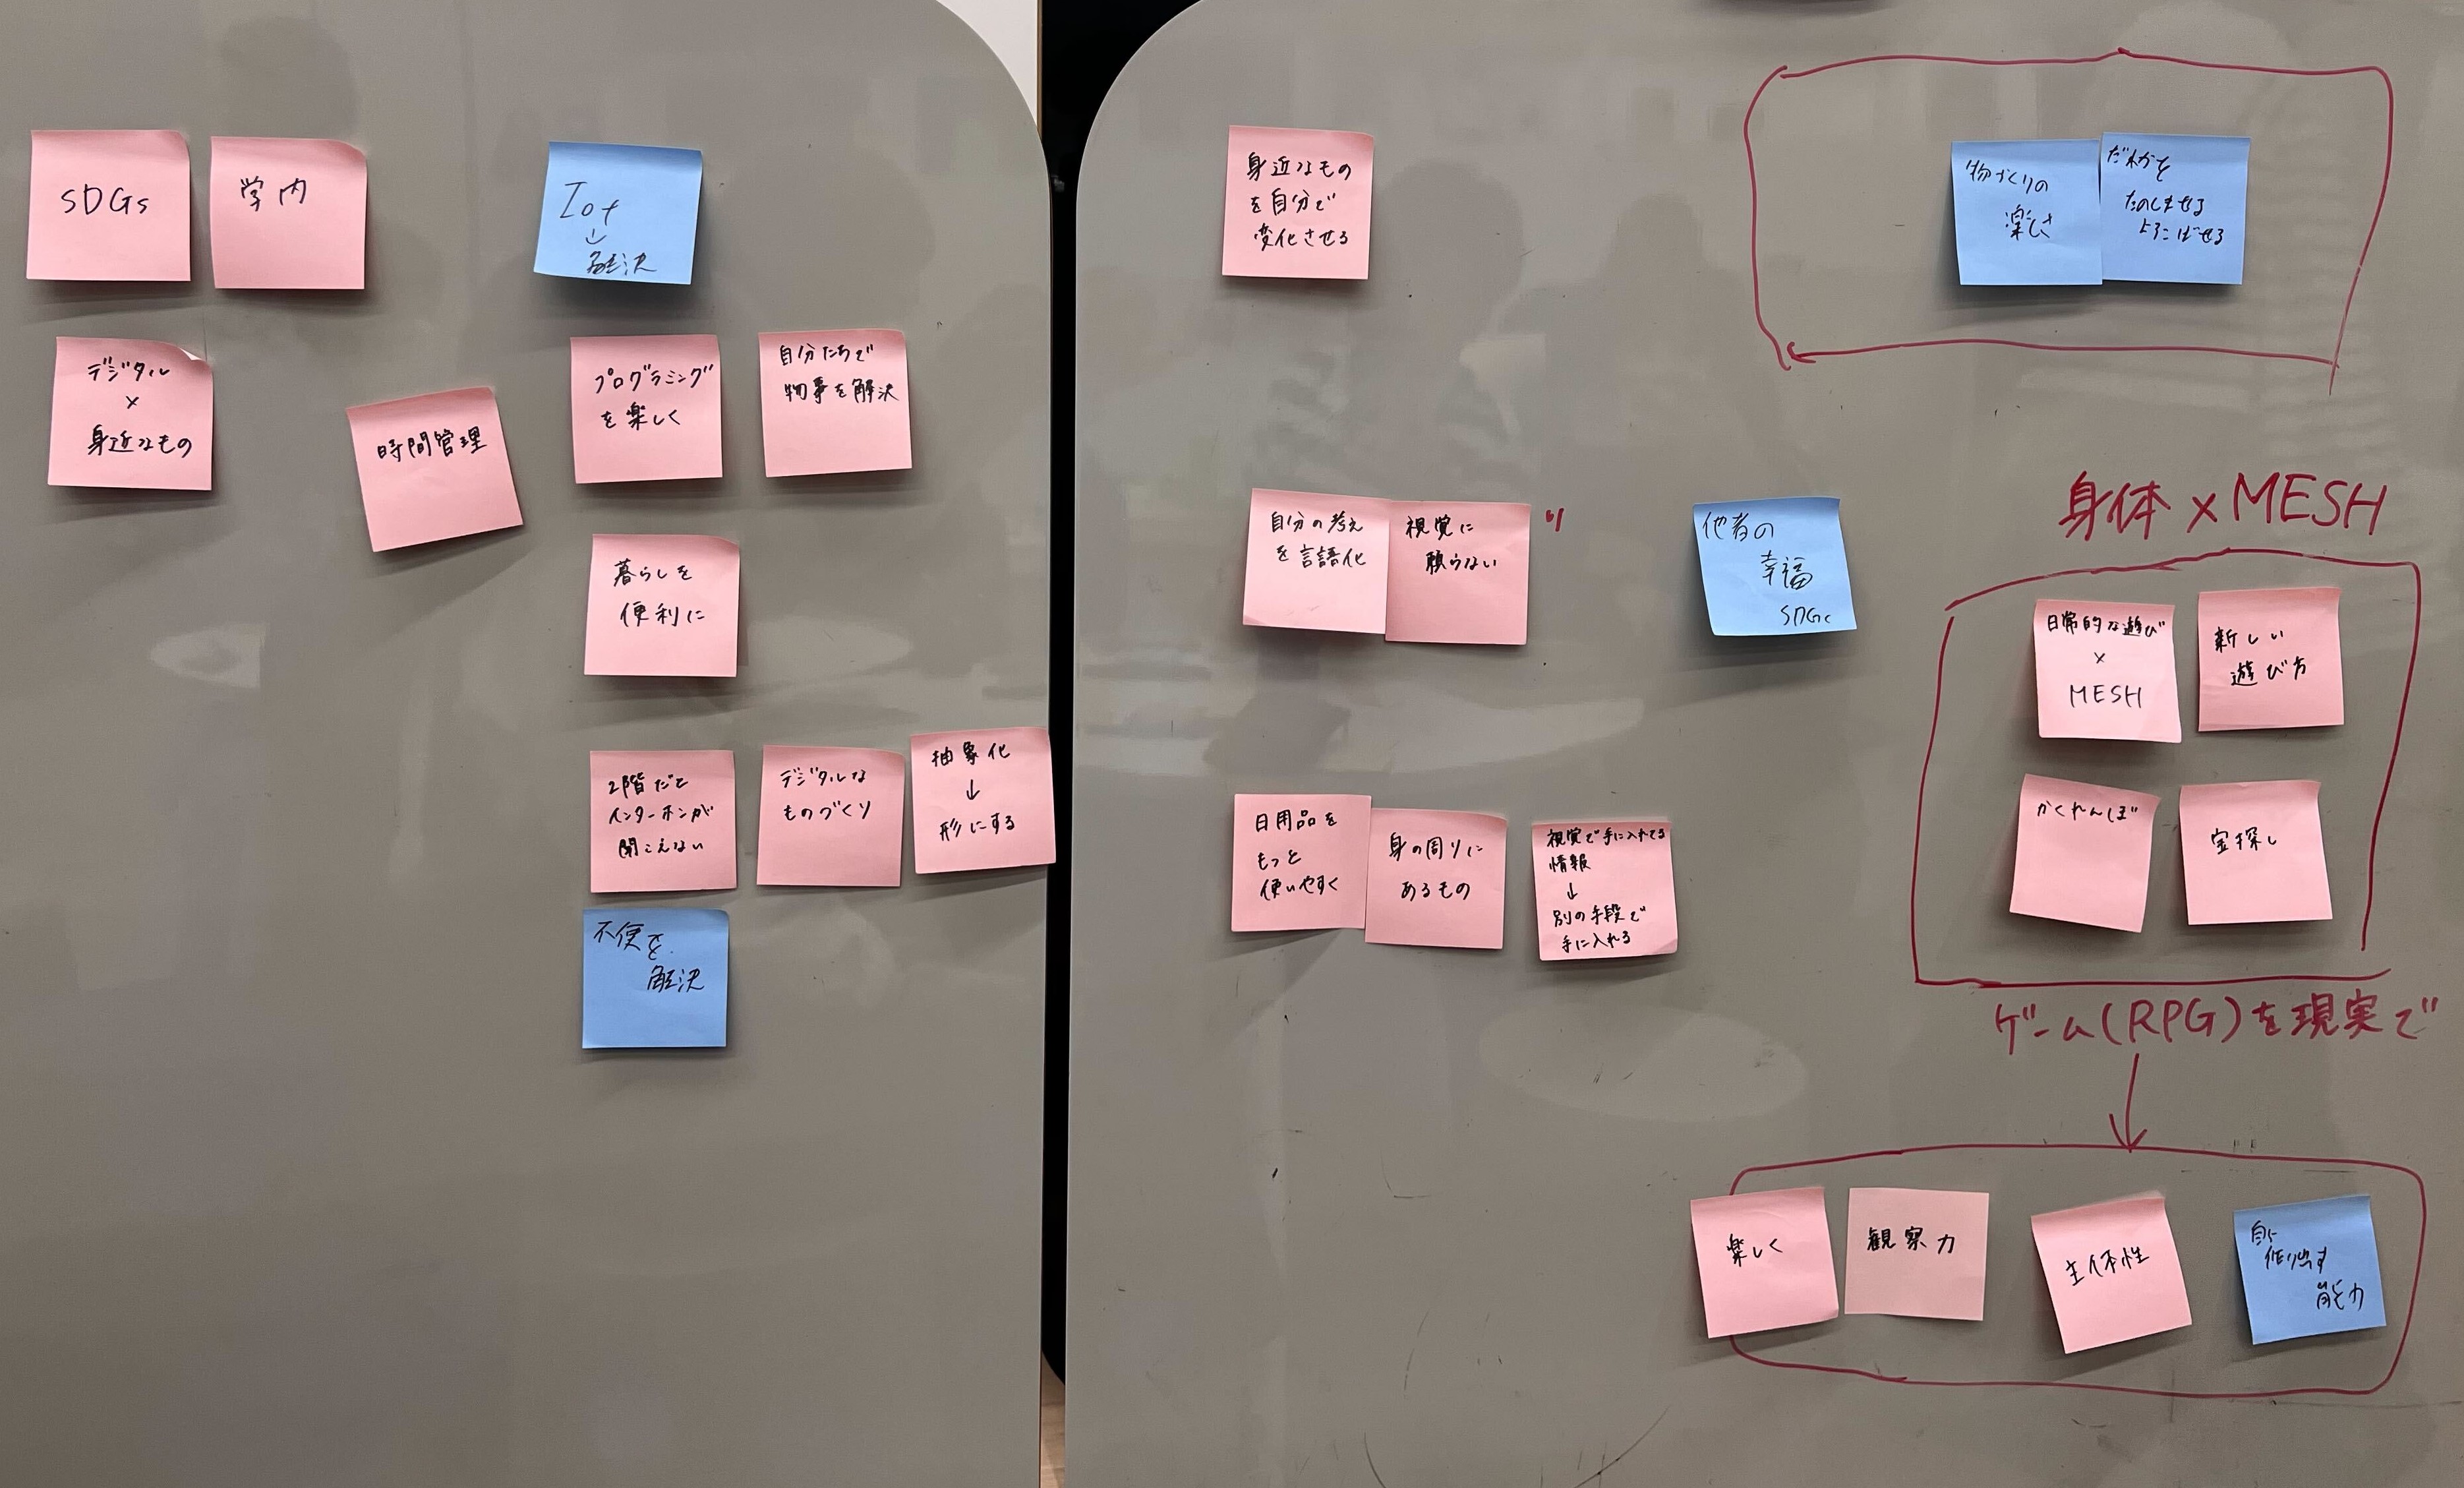 SDGs
学内
Iot
↓
解決
デジタル
×
身近なもの
時間管理
プログラミング
を楽しく
自分たちで
物事を解決
暮らしを
便利に
2階だと
インターホンが
聞こえない
デジタルな
ものづくり
抽象化
↓
形にする
不便を
解決
身近なもの
を自分で
変化させる
物づくりの
楽しさ
だれかを
たのしませる
よろこばせる
自分の考え
を言語化
視覚に
頼らない
他者の
幸福
SDGs
日用品を
もっと
使いやすく
身の周りに
あるもの
視覚で手に入れてる
情報
↓
別の手段で
手に入れる
身体×MESH
日常的な遊び
×
MESH
新しい
遊び方
かくれんぼ
宝探し
ゲーム(RPG)を現実で
楽しく
観察力
主体性
作り出す
能力